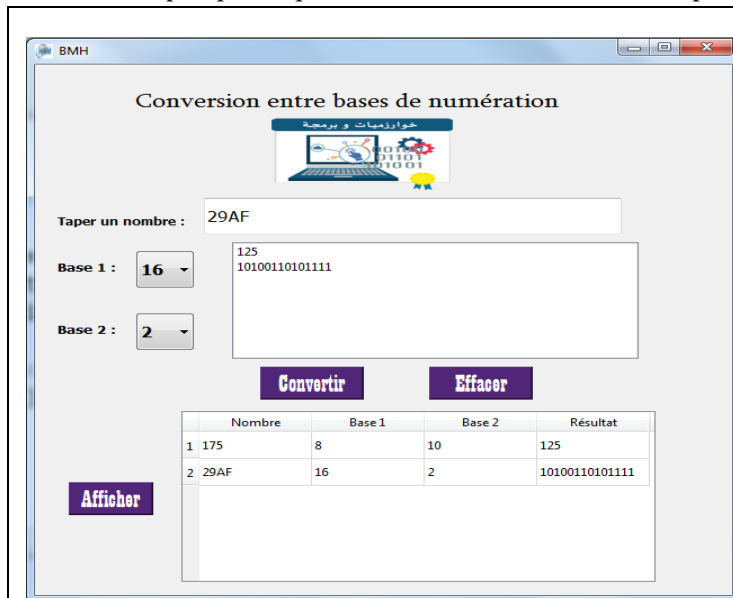 BMH
Conversion entre bases de numération
خوارزميات و برمجة
01101
101001
Taper un nombre : 29AF
Base 1 : 16
125
10100110101111
Base 2 : 2
Convertir Effacer
Nombre Base 1 Base 2 Résultat
1 175 8 10 125
2 29AF 16 2 10100110101111
Afficher